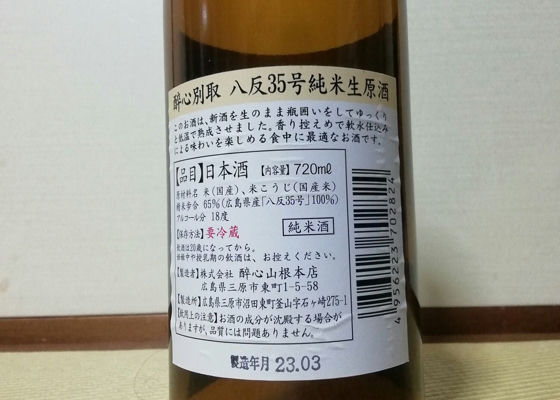 醉心別取 八反35号純米生原酒
このお酒は、新酒を生のまま瓶囲いをしてゆっくり
と低温で熟成させました。香り控えめで軟水仕込み
による味わいを楽しめる食中に最適なお酒です。
【品目】日本酒 【内容量】720ml
原材料名 米(国産)、米こうじ(国産米)
精米歩合 65%(広島県産「八反35号」100%)
アルコール分 18度
【保存方法】要冷蔵
純米酒
飲酒は20歳になってから。
妊娠中や授乳期の飲酒は、お控えください。
【製造者】株式会社 醉心山根本店
広島県三原市東町1-5-58
【製造所】広島県三原市沼田東町釜山字石ヶ崎275-1
【飲用上の注意】お酒の成分が沈殿する場合が
ありますが、品質には問題ありません。
製造年月 23.03
4956223702824